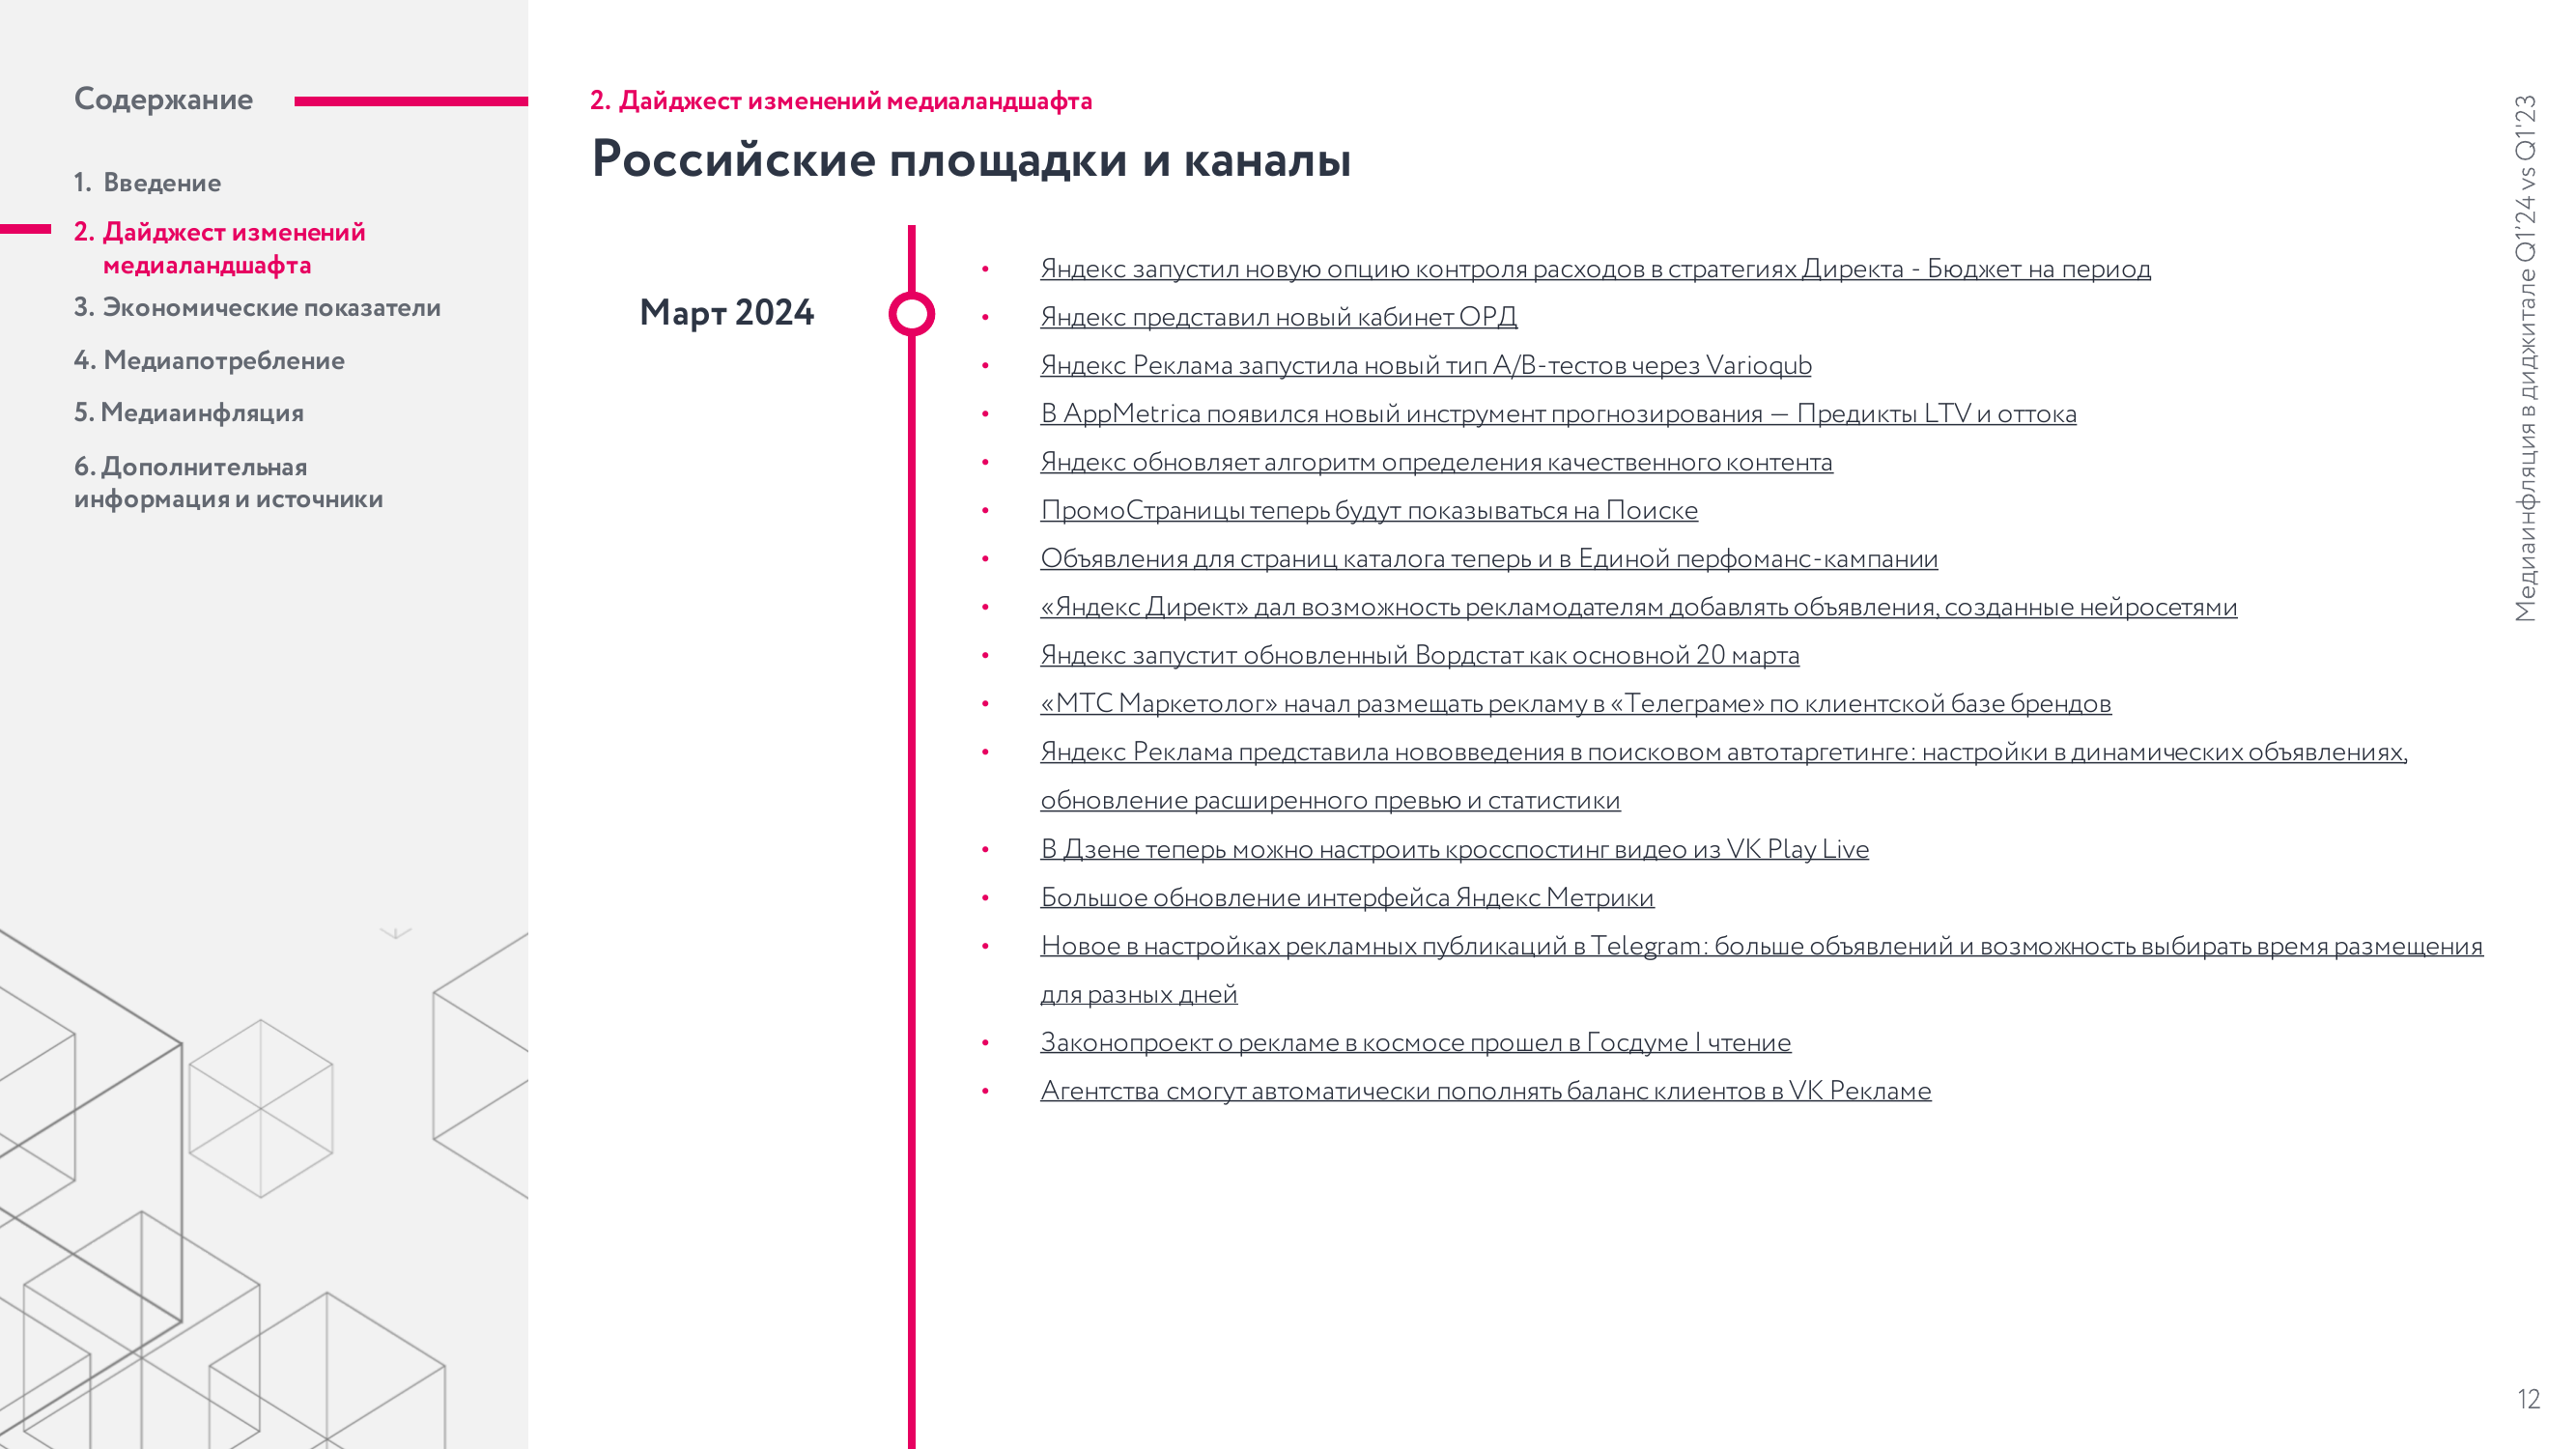 Содержание
1. Введение
2. Дайджест изменений
медиаландшафта
3. Экономические показатели
4. Медиапотребление
5. Медиаинфляция
6. Дополнительная
информация и источники
2. Дайджест изменений медиаландшафта
Российские площадки и каналы
Март 2024
• Яндекс запустил новую опцию контроля расходов в стратегиях Директа - Бюджет на период
• Яндекс представил новый кабинет ОРД
• Яндекс Реклама запустила новый тип A/B-тестов через Varioqub
• В AppMetrica появился новый инструмент прогнозирования — Предикты LTV и оттока
• Яндекс обновляет алгоритм определения качественного контента
• ПромоСтраницы теперь будут показываться на Поиске
• Объявления для страниц каталога теперь и в Единой перфоманс-кампании
• «Яндекс Директ» дал возможность рекламодателям добавлять объявления, созданные нейросетями
• Яндекс запустит обновленный Вордстат как основной 20 марта
• «МТС Маркетолог» начал размещать рекламу в «Телеграме» по клиентской базе брендов
• Яндекс Реклама представила нововведения в поисковом автотаргетинге: настройки в динамических объявлениях,
обновление расширенного превью и статистики
• В Дзене теперь можно настроить кросспостинг видео из VK Play Live
• Большое обновление интерфейса Яндекс Метрики
• Новое в настройках рекламных публикаций в Telegram: больше объявлений и возможность выбирать время размещения
для разных дней
• Законопроект о рекламе в космосе прошел в Госдуме I чтение
• Агентства смогут автоматически пополнять баланс клиентов в VK Рекламе
Медиаинфляция в диджитале Q1'24 vs Q1'23
12